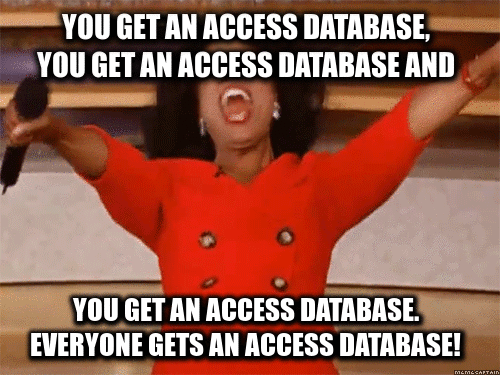 YOU GET AN ACCESS DATABASE,
YOU GET AN ACCESS DATABASE AND
YOU GET AN ACCESS DATABASE.
EVERYONE GETS AN ACCESS DATABASE!
MEMECAPTAIN